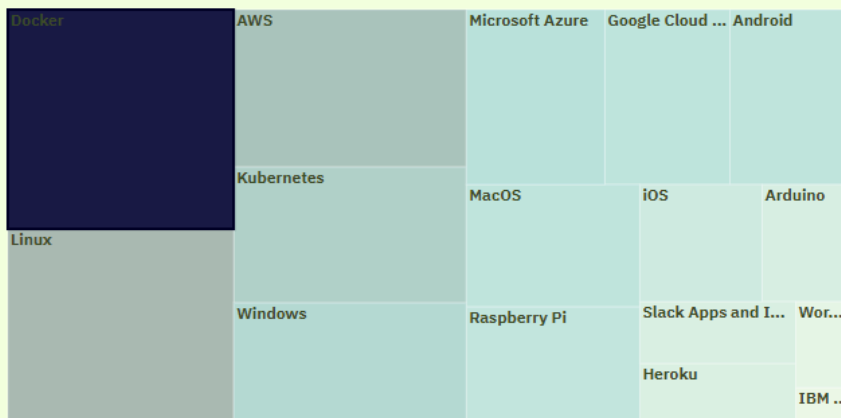 Docker
AWS
Microsoft Azure
Google Cloud ...
Android
Kubernetes
MacOS
iOS
Arduino
Linux
Windows
Raspberry Pi
Slack Apps and I...
Wor...
Heroku
IBM ...